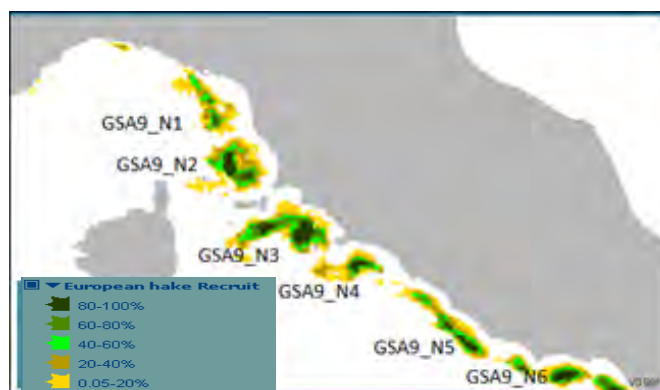 GSA9_N1
GSA9_N2
GSA9_N3
GSA9_N4
GSA9_N5
GSA9_N6
European hake Recruit
80-100%
60-80%
40-60%
20-40%
0.05-20%